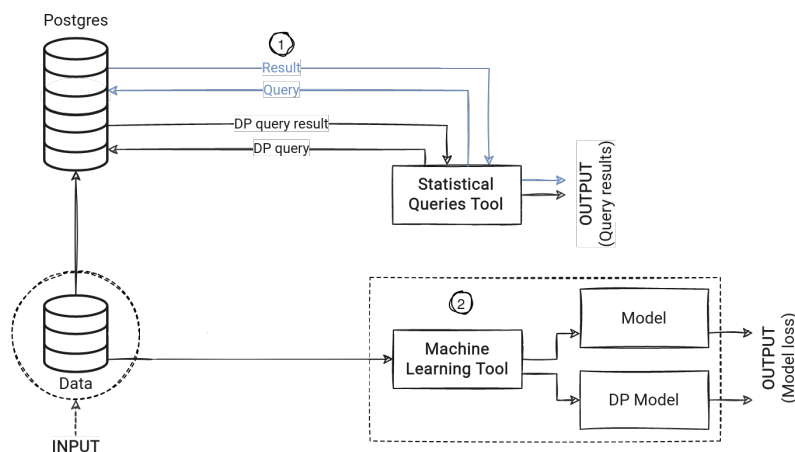 Postgres
1
Result
Query
DP query result
DP query
Statistical
Queries Tool
OUTPUT
(Query results)
Data
INPUT
2
Machine
Learning Tool
Model
DP Model
OUTPUT
(Model loss)